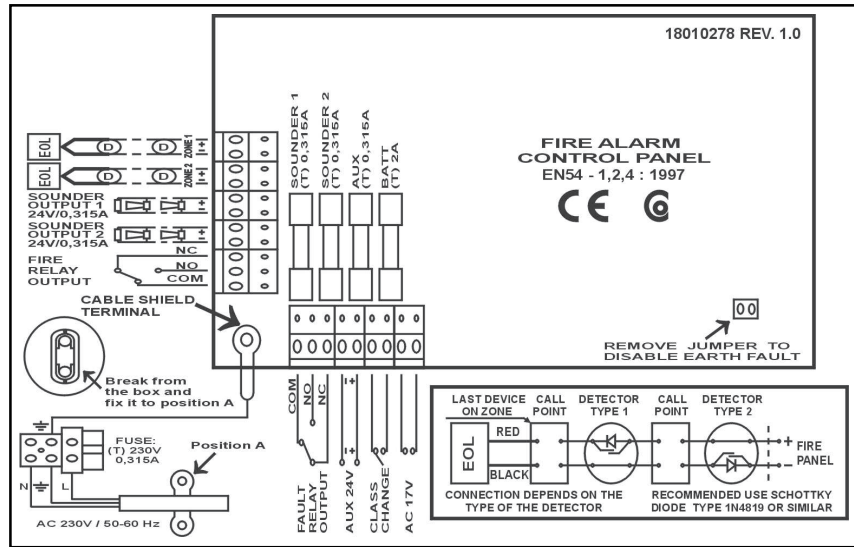 18010278 REV. 1.0
SOUNDER 1
(T) 0,315A
SOUNDER 2
(T) 0,315A
AUX
(T) 0,315A
BATT
(T) 2A
FIRE ALARM
CONTROL PANEL
EN54 - 1,2,4 : 1997
CE
EOL
D
D
ZONE 1
- +
EOL
D
D
ZONE 2
- +
SOUNDER
OUTPUT 1
24V/0,315A
- +
SOUNDER
OUTPUT 2
24V/0,315A
- +
FIRE
RELAY
OUTPUT
NC
NO
COM
CABLE SHIELD
TERMINAL
REMOVE JUMPER TO
DISABLE EARTH FAULT
Break from
the box and
fix it to position A
FUSE:
(T) 230V
0,315A
Position A
N
L
AC 230V / 50-60 Hz
COM
NO
NC
FAULT
RELAY
OUTPUT
- +
- +
AUX 24V
CLASS
CHANGE
AC 17V
LAST DEVICE
ON ZONE
CALL
POINT
DETECTOR
TYPE 1
CALL
POINT
DETECTOR
TYPE 2
EOL
RED
BLACK
+
-
FIRE
PANEL
CONNECTION DEPENDS ON THE
TYPE OF THE DETECTOR
RECOMMENDED USE SCHOTTKY
DIODE TYPE 1N4819 OR SIMILAR